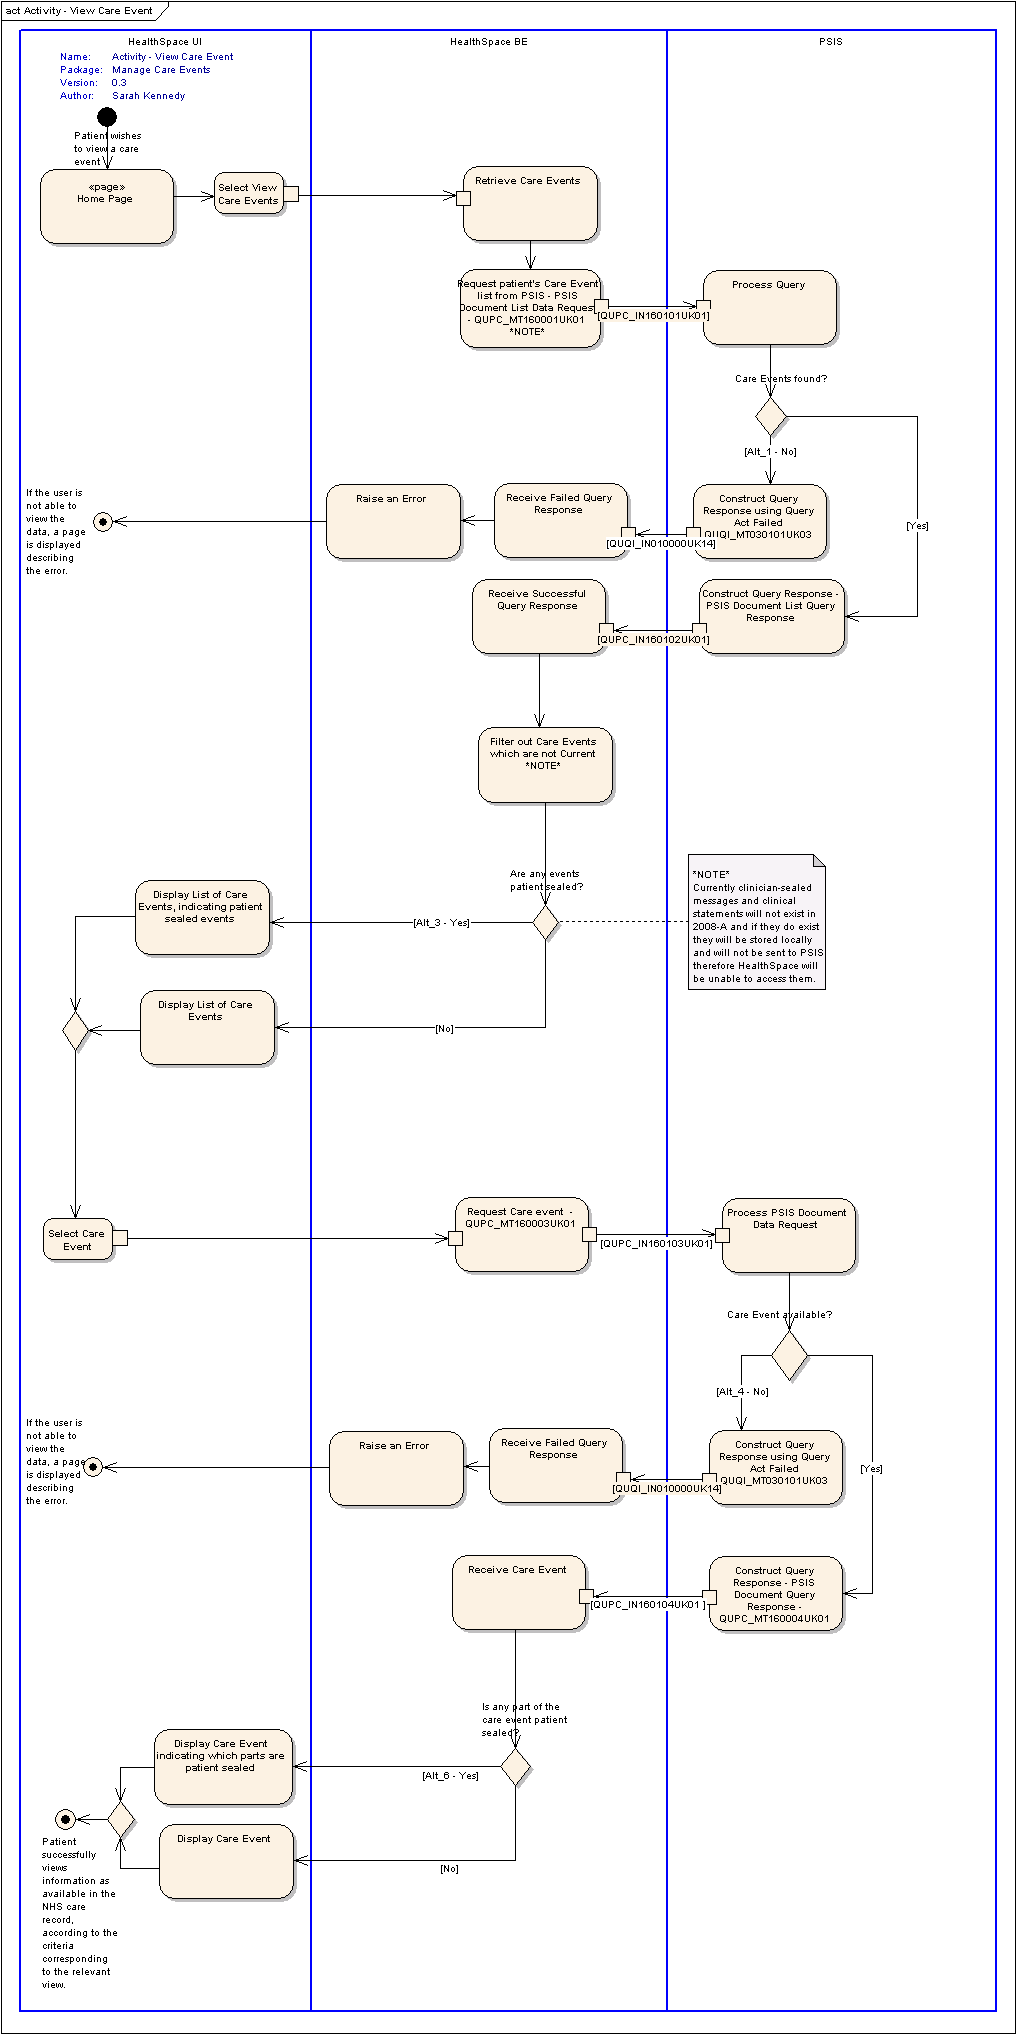 act Activity - View Care Event
HealthSpace UI
HealthSpace BE
PSIS
Name: Activity - View Care Event
Package: Manage Care Events
Version: 0.3
Author: Sarah Kennedy
Patient wishes
to view a care
event
«page»
Home Page
Select View
Care Events
Retrieve Care Events
Request patient's Care Event
list from PSIS - PSIS
Document List Data Request
- QUPC_MT160001UK01
*NOTE*
[QUPC_IN160101UK01]
Process Query
Care Events found?
[Alt_1 - No]
[Yes]
If the user is
not able to
view the
data, a page
is displayed
describing
the error.
Raise an Error
Receive Failed Query
Response
[QUQI_IN010000UK14]
Construct Query
Response using Query
Act Failed
QUQI_MT030101UK03
Receive Successful
Query Response
[QUPC_IN160102UK01]
Construct Query Response -
PSIS Document List Query
Response
Filter out Care Events
which are not Current
*NOTE*
Are any events
patient sealed?
*NOTE*
Currently clinician-sealed
messages and clinical
statements will not exist in
2008-A and if they do exist
they will be stored locally
and will not be sent to PSIS
therefore HealthSpace will
be unable to access them.
Display List of Care
Events, indicating patient
sealed events
[Alt_3 - Yes]
Display List of Care
Events
[No]
Select Care
Event
Request Care event -
QUPC_MT160003UK01
[QUPC_IN160103UK01]
Process PSIS Document
Data Request
Care Event available?
[Alt_4 - No]
[Yes]
If the user is
not able to
view the
data, a page
is displayed
describing
the error.
Raise an Error
Receive Failed Query
Response
[QUQI_IN010000UK14]
Construct Query
Response using Query
Act Failed
QUQI_MT030101UK03
Receive Care Event
[QUPC_IN160104UK01 ]
Construct Query
Response - PSIS
Document Query
Response -
QUPC_MT160004UK01
Is any part of the
care event patient
sealed?
Display Care Event
indicating which parts are
patient sealed
[Alt_6 - Yes]
Display Care Event
[No]
Patient
successfully
views
information as
available in the
NHS care
record,
according to the
criteria
corresponding
to the relevant
view.